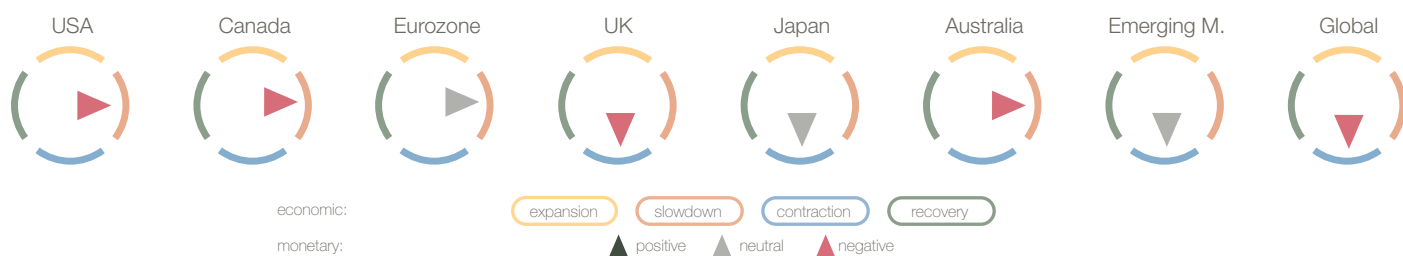 USA Canada Eurozone UK Japan Australia Emerging M. Global
economic: expansion slowdown contraction recovery
monetary: positive neutral negative